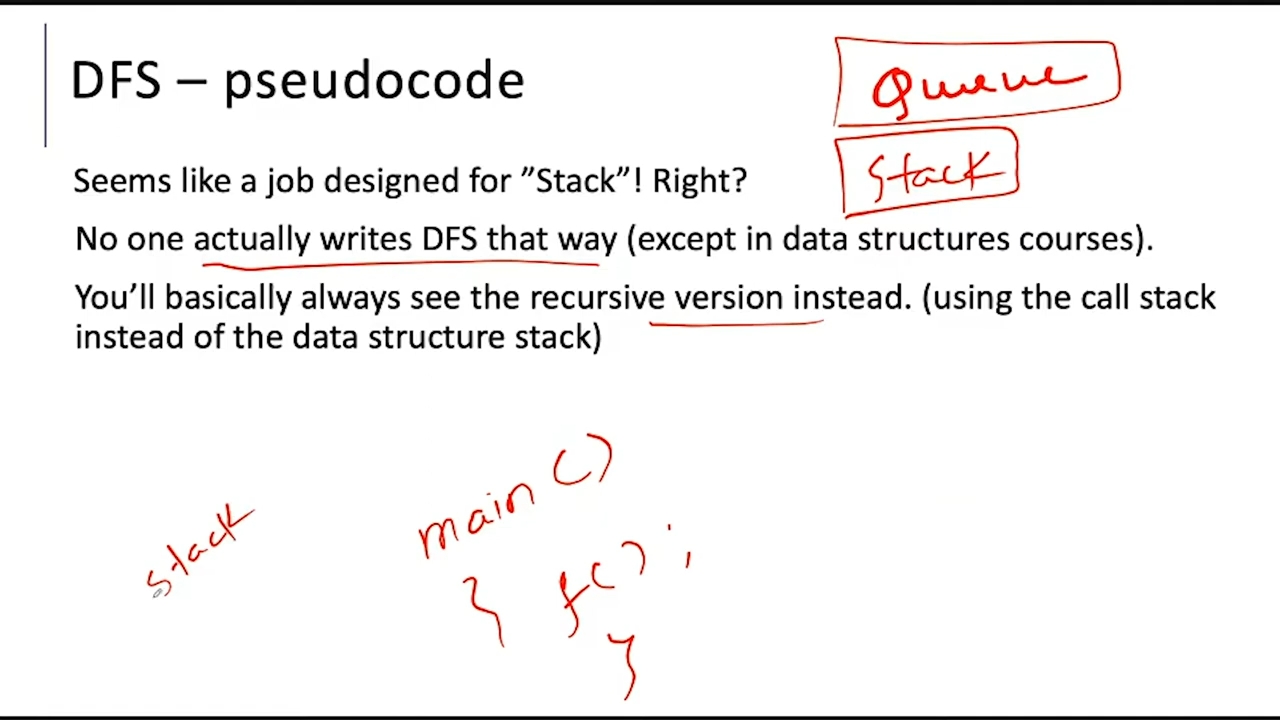 DFS – pseudocode
Queue
Stack
Seems like a job designed for ”Stack”! Right?
No one actually writes DFS that way (except in data structures courses).
You’ll basically always see the recursive version instead. (using the call stack
instead of the data structure stack)
main()
{ f();
}
stack